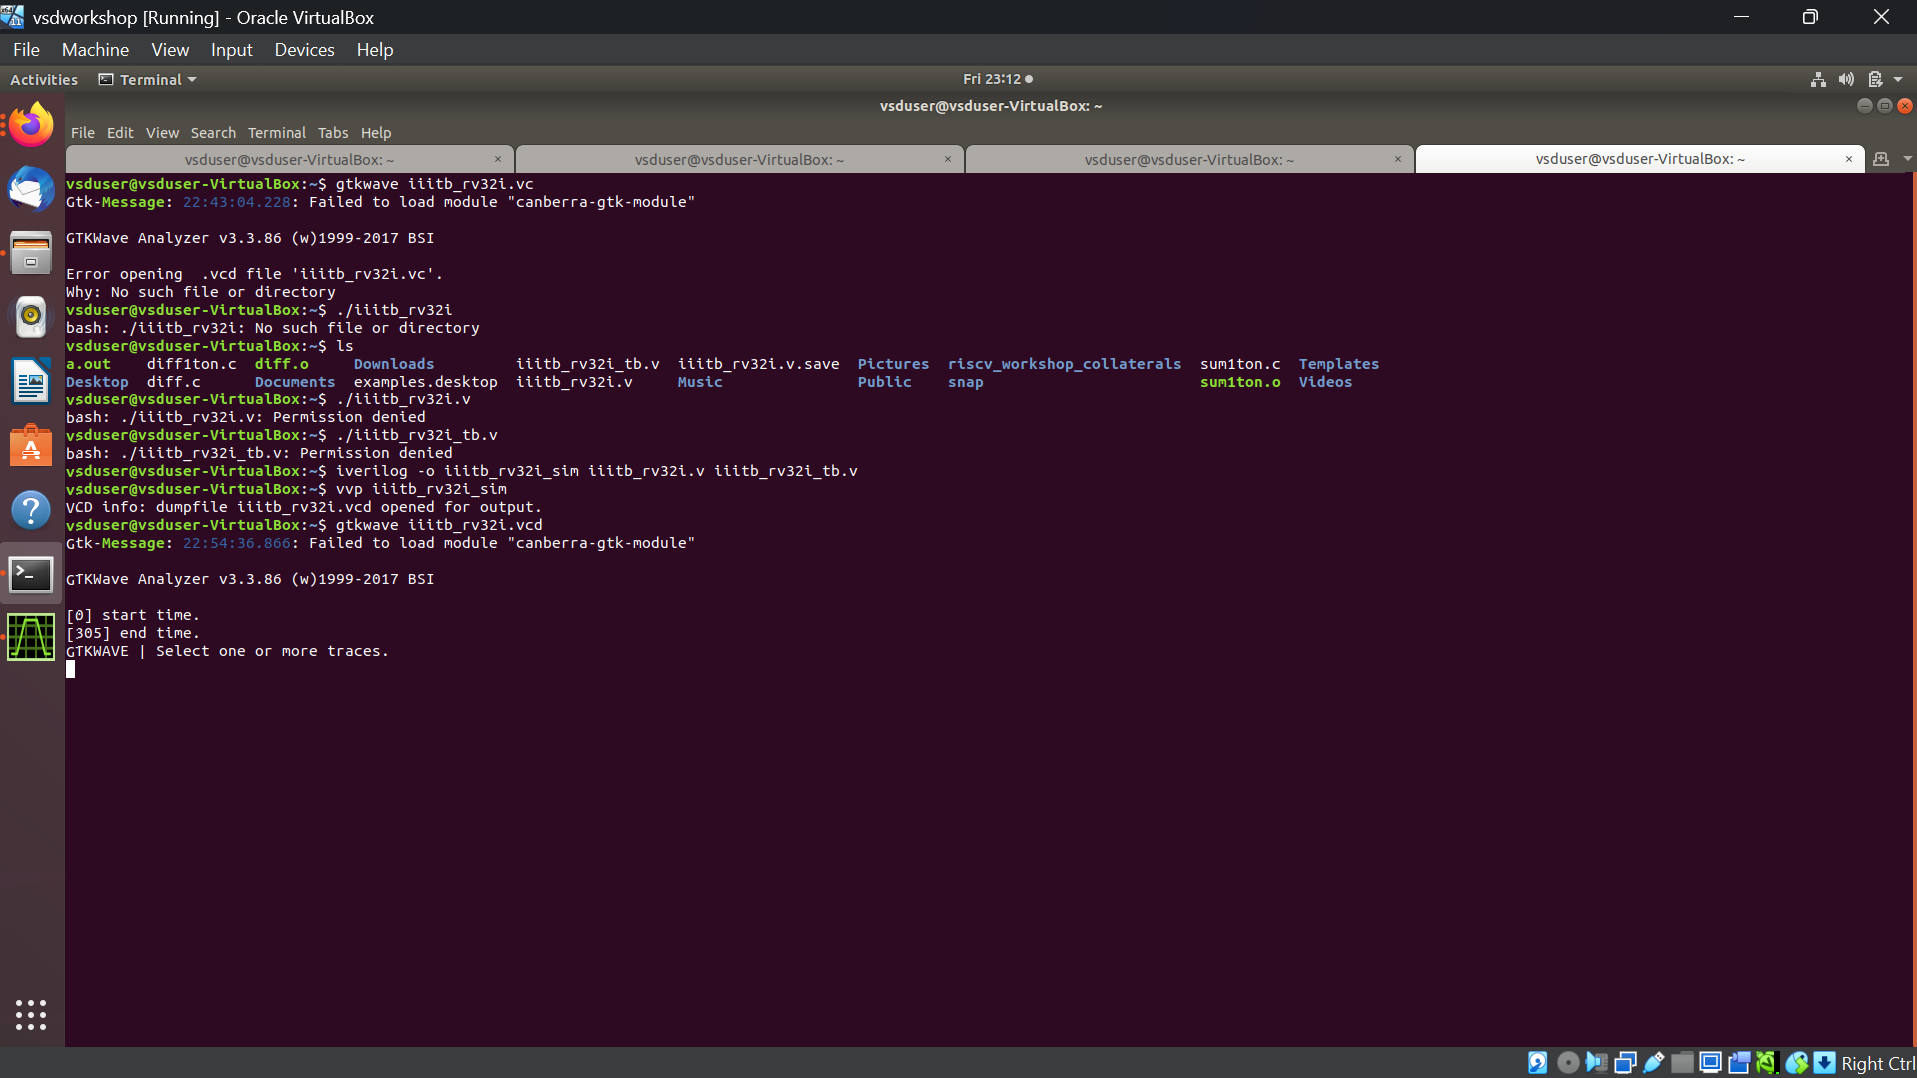 vsdworkshop [Running] - Oracle VirtualBox
File Machine View Input Devices Help
Activities Terminal Fri 23:12
vsduser@vsduser-VirtualBox: ~
File Edit View Search Terminal Tabs Help
vsduser@vsduser-VirtualBox: ~ × vsduser@vsduser-VirtualBox: ~ × vsduser@vsduser-VirtualBox: ~ × vsduser@vsduser-VirtualBox: ~ ×
vsduser@vsduser-VirtualBox:~$ gtkwave iiitb_rv32i.vc
Gtk-Message: 22:43:04.228: Failed to load module "canberra-gtk-module"
GTKWave Analyzer v3.3.86 (w)1999-2017 BSI
Error opening  .vcd file 'iiitb_rv32i.vc'.
Why: No such file or directory
vsduser@vsduser-VirtualBox:~$ ./iiitb_rv32i
bash: ./iiitb_rv32i: No such file or directory
vsduser@vsduser-VirtualBox:~$ ls
a.out diff1ton.c diff.o Downloads iiitb_rv32i_tb.v iiitb_rv32i.v.save Pictures riscv_workshop_collaterals sum1ton.c Templates
Desktop diff.c Documents examples.desktop iiitb_rv32i.v Music Public snap sum1ton.o Videos
vsduser@vsduser-VirtualBox:~$ ./iiitb_rv32i.v
bash: ./iiitb_rv32i.v: Permission denied
vsduser@vsduser-VirtualBox:~$ ./iiitb_rv32i_tb.v
bash: ./iiitb_rv32i_tb.v: Permission denied
vsduser@vsduser-VirtualBox:~$ iverilog -o iiitb_rv32i_sim iiitb_rv32i.v iiitb_rv32i_tb.v
vsduser@vsduser-VirtualBox:~$ vvp iiitb_rv32i_sim
VCD info: dumpfile iiitb_rv32i.vcd opened for output.
vsduser@vsduser-VirtualBox:~$ gtkwave iiitb_rv32i.vcd
Gtk-Message: 22:54:36.866: Failed to load module "canberra-gtk-module"
GTKWave Analyzer v3.3.86 (w)1999-2017 BSI
[0] start time.
[305] end time.
GTKWAVE | Select one or more traces.
Right Ctrl